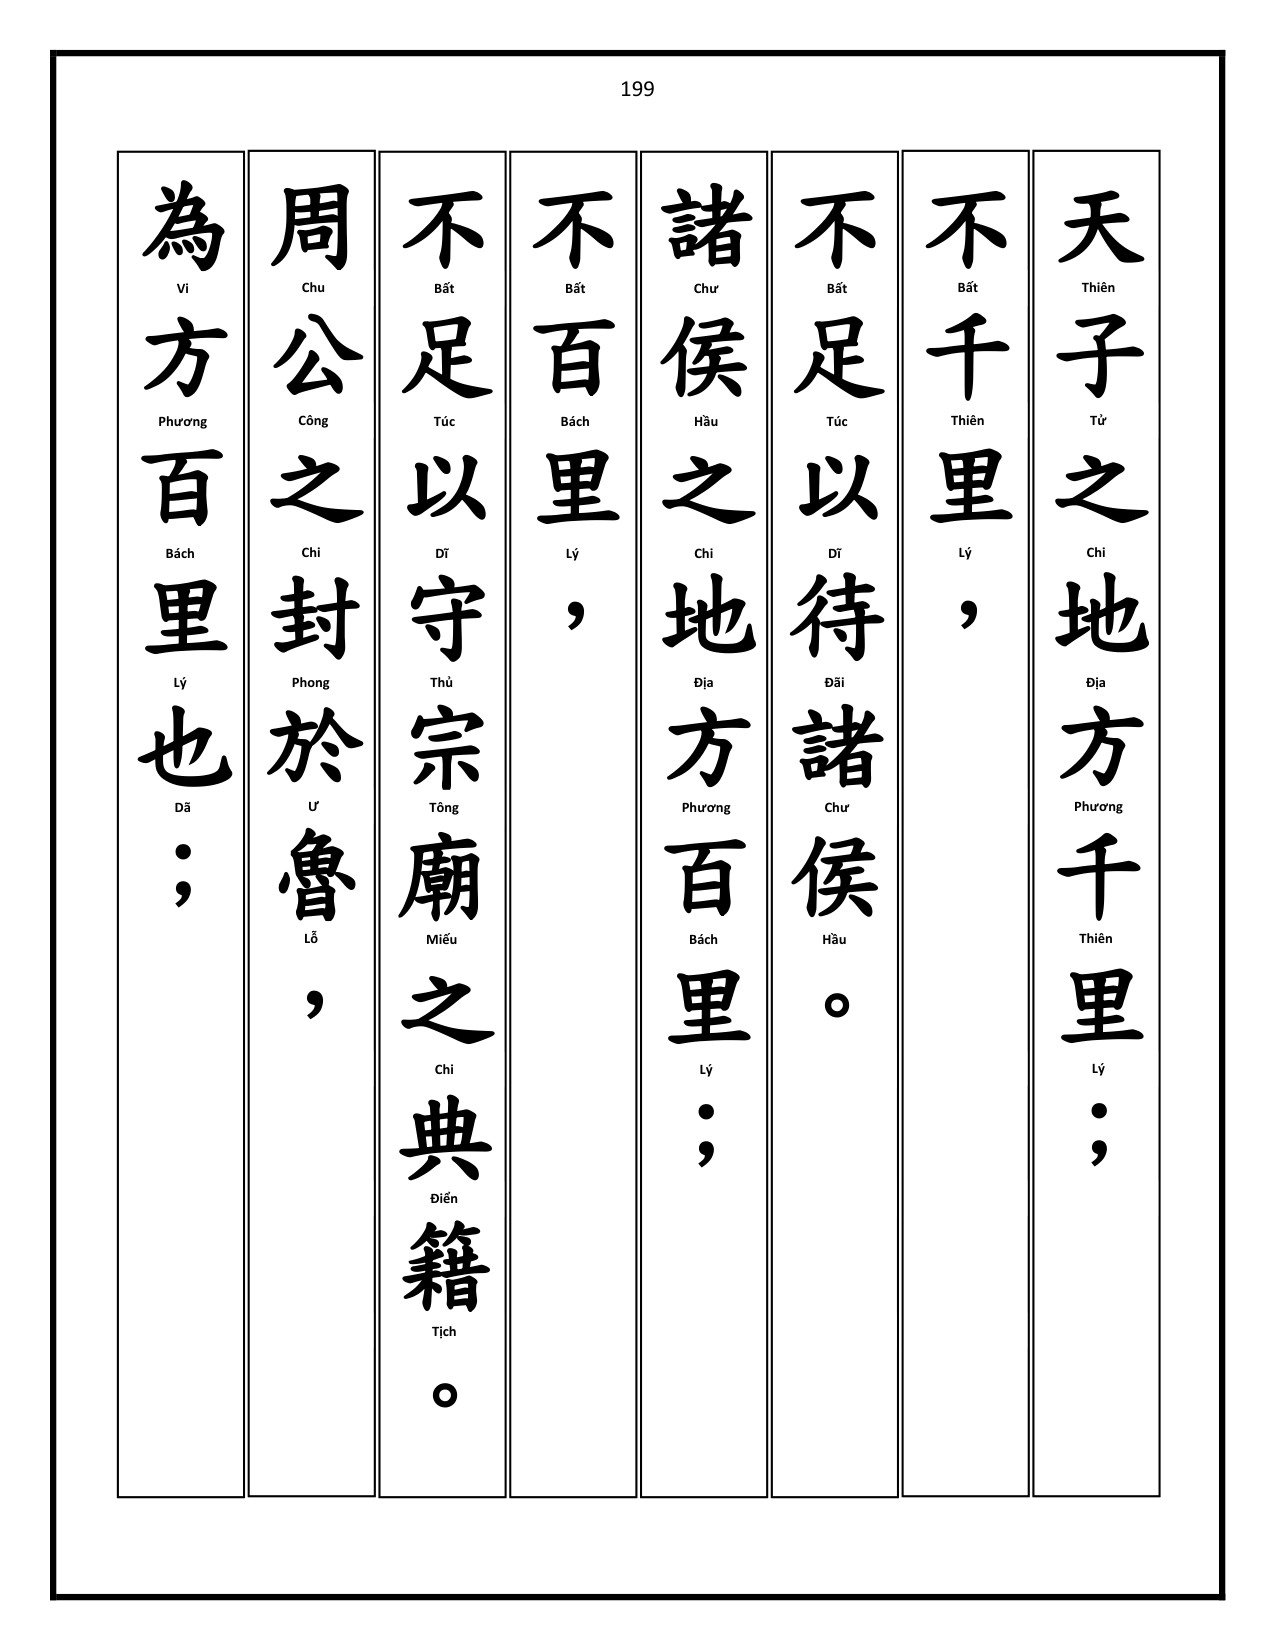 199
天子之地方千里；
Thiên Tử Chi Địa Phương Thiên Lý
不千里，
Bất Thiên Lý
不足以待諸侯。
Bất Túc Dĩ Đãi Chư Hầu
諸侯之地方百里；
Chư Hầu Chi Địa Phương Bách Lý
不百里，
Bất Bách Lý
不足以守宗廟之典籍。
Bất Túc Dĩ Thủ Tông Miếu Chi Điển Tịch
周公之封於魯，
Chu Công Chi Phong Ư Lỗ
為方百里也；
Vi Phương Bách Lý Dã